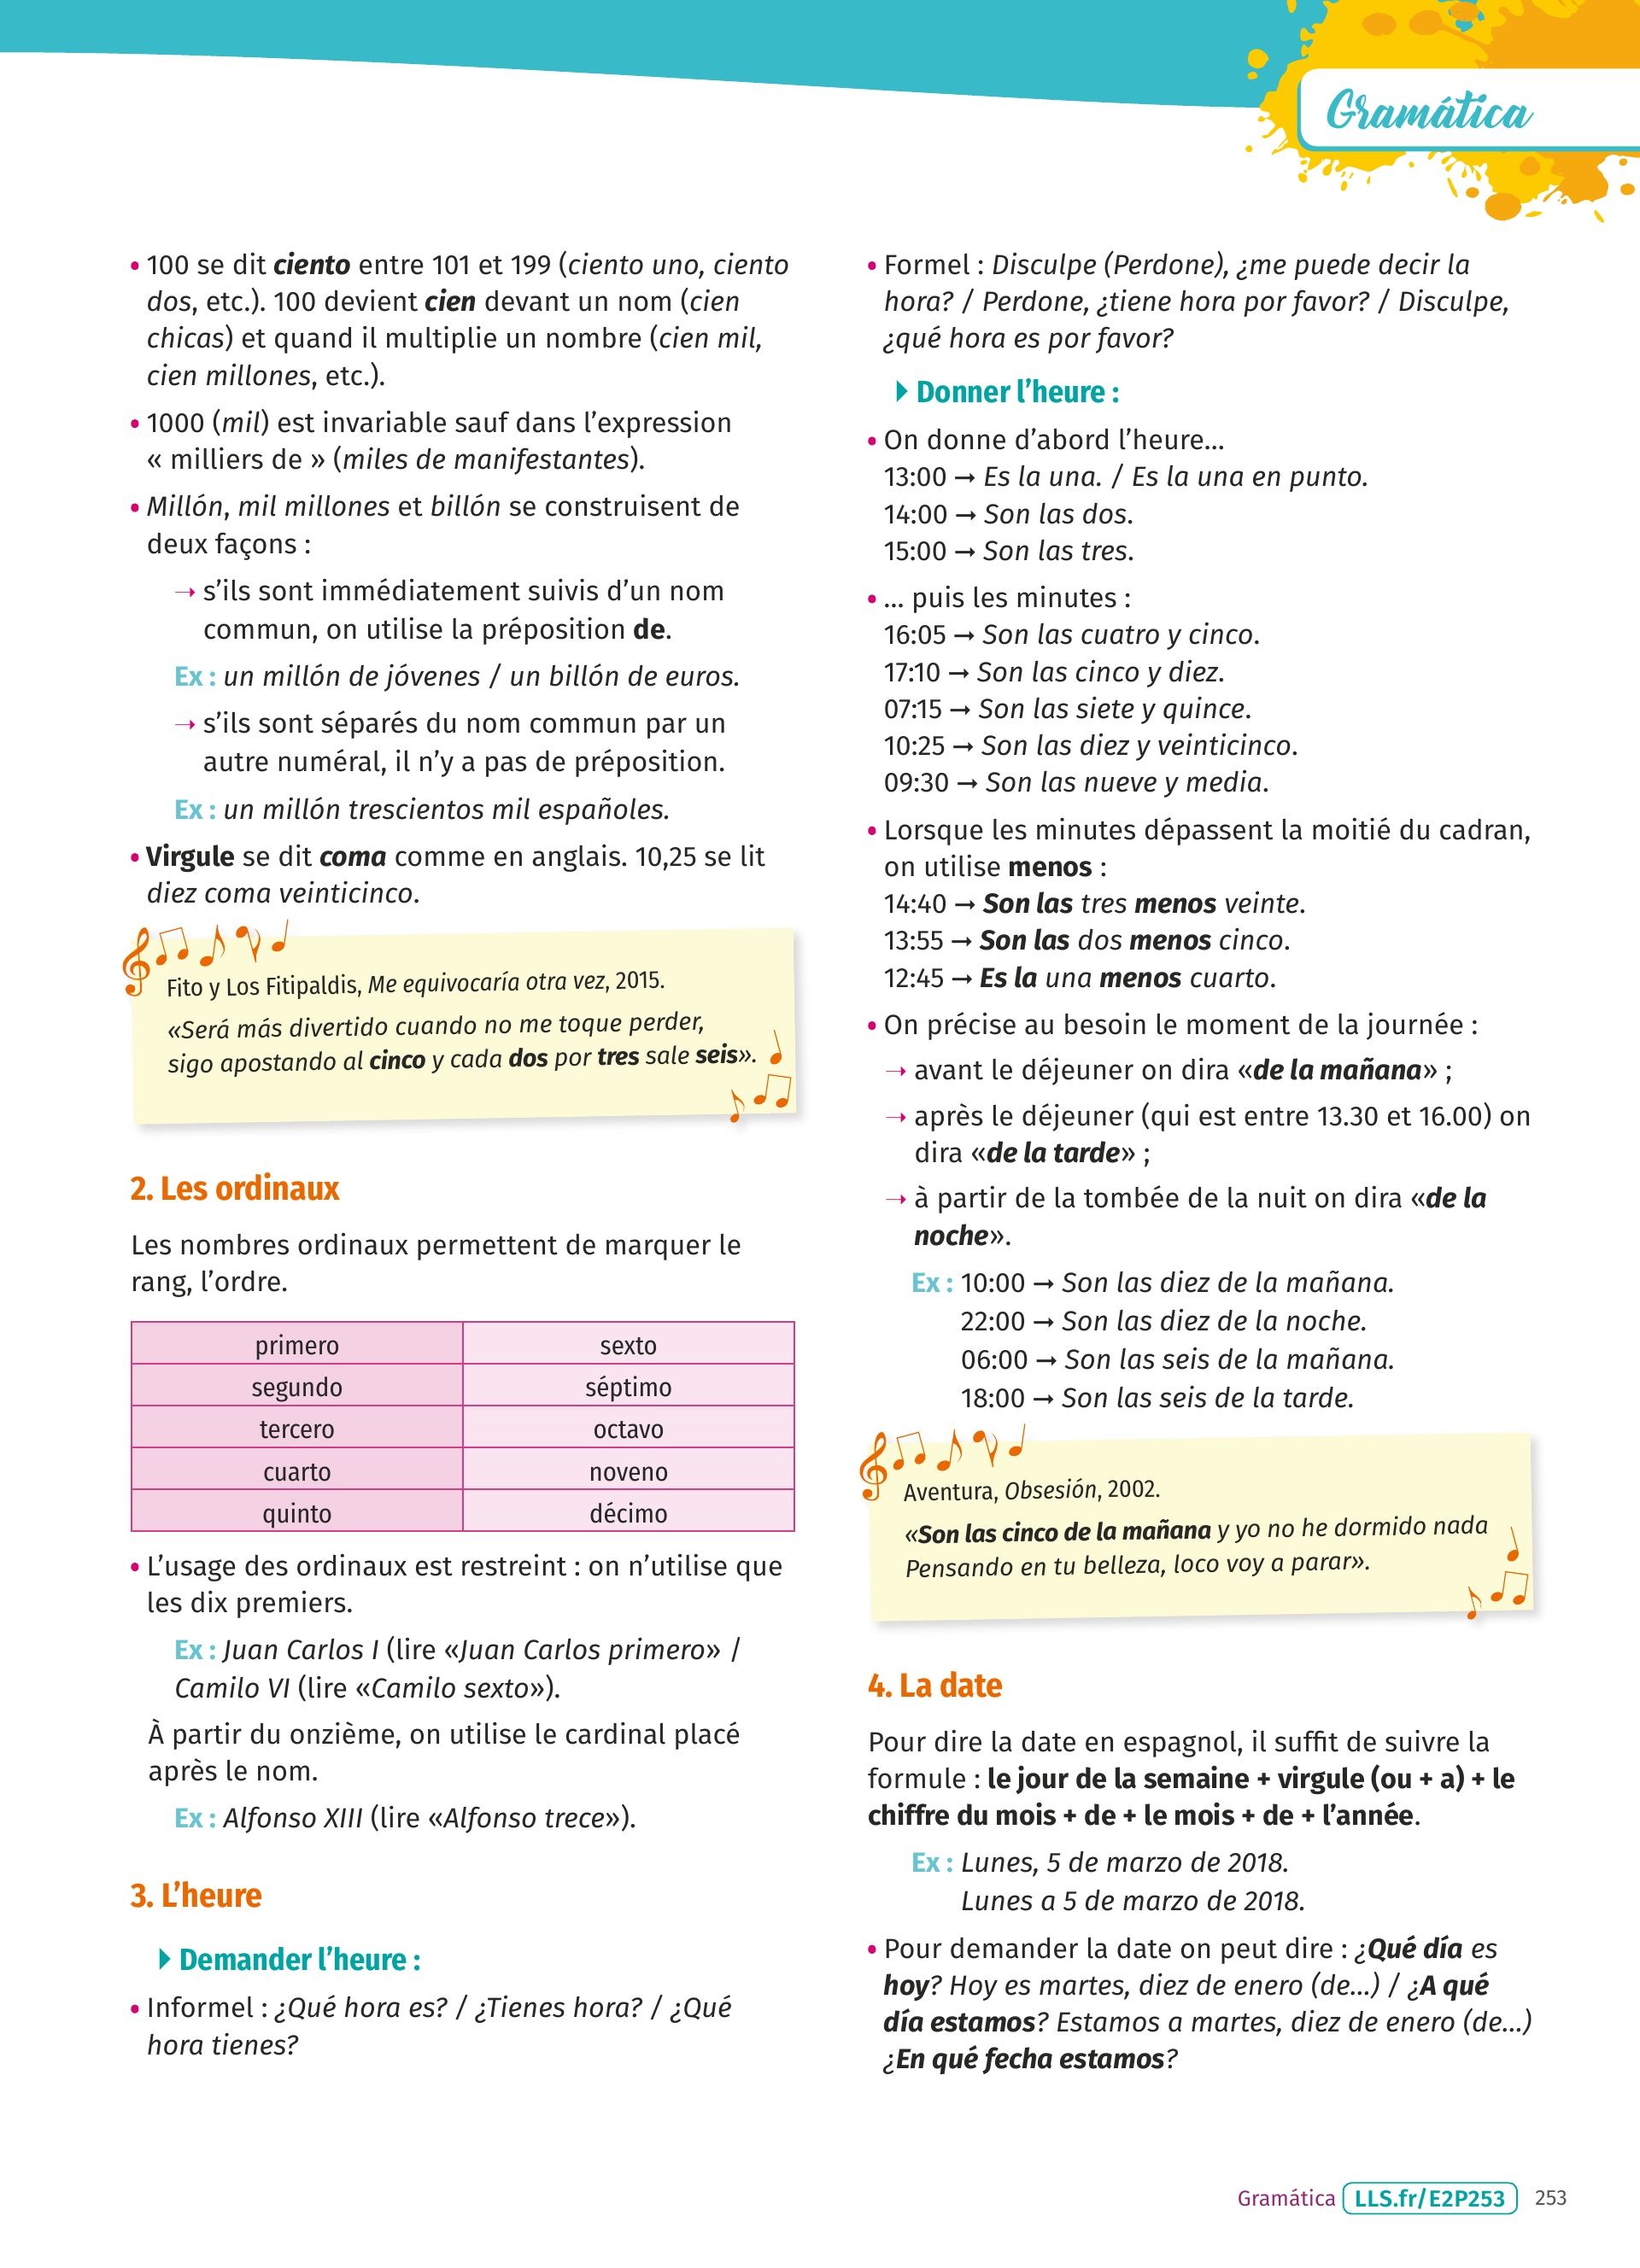 Gramática
• 100 se dit ciento entre 101 et 199 (ciento uno, ciento
dos, etc.). 100 devient cien devant un nom (cien
chicas) et quand il multiplie un nombre (cien mil,
cien millones, etc.).
• 1000 (mil) est invariable sauf dans l’expression
« milliers de » (miles de manifestantes).
• Millón, mil millones et billón se construisent de
deux façons :
→ s’ils sont immédiatement suivis d’un nom
commun, on utilise la préposition de.
Ex : un millón de jóvenes / un billón de euros.
→ s’ils sont séparés du nom commun par un
autre numéral, il n’y a pas de préposition.
Ex : un millón trescientos mil españoles.
• Virgule se dit coma comme en anglais. 10,25 se lit
diez coma veinticinco.
Fito y Los Fitipaldis, Me equivocaría otra vez, 2015.
«Será más divertido cuando no me toque perder,
sigo apostando al cinco y cada dos por tres sale seis».
2. Les ordinaux
Les nombres ordinaux permettent de marquer le
rang, l’ordre.
primero sexto
segundo séptimo
tercero octavo
cuarto noveno
quinto décimo
• L’usage des ordinaux est restreint : on n’utilise que
les dix premiers.
Ex : Juan Carlos I (lire «Juan Carlos primero» /
Camilo VI (lire «Camilo sexto»).
À partir du onzième, on utilise le cardinal placé
après le nom.
Ex : Alfonso XIII (lire «Alfonso trece»).
3. L’heure
Demander l’heure :
• Informel : ¿Qué hora es? / ¿Tienes hora? / ¿Qué
hora tienes?
• Formel : Disculpe (Perdone), ¿me puede decir la
hora? / Perdone, ¿tiene hora por favor? / Disculpe,
¿qué hora es por favor?
Donner l’heure :
• On donne d’abord l’heure…
13:00 → Es la una. / Es la una en punto.
14:00 → Son las dos.
15:00 → Son las tres.
• … puis les minutes :
16:05 → Son las cuatro y cinco.
17:10 → Son las cinco y diez.
07:15 → Son las siete y quince.
10:25 → Son las diez y veinticinco.
09:30 → Son las nueve y media.
• Lorsque les minutes dépassent la moitié du cadran,
on utilise menos :
14:40 → Son las tres menos veinte.
13:55 → Son las dos menos cinco.
12:45 → Es la una menos cuarto.
• On précise au besoin le moment de la journée :
→ avant le déjeuner on dira «de la mañana» ;
→ après le déjeuner (qui est entre 13.30 et 16.00) on
dira «de la tarde» ;
→ à partir de la tombée de la nuit on dira «de la
noche».
Ex : 10:00 → Son las diez de la mañana.
22:00 → Son las diez de la noche.
06:00 → Son las seis de la mañana.
18:00 → Son las seis de la tarde.
Aventura, Obsesión, 2002.
«Son las cinco de la mañana y yo no he dormido nada
Pensando en tu belleza, loco voy a parar».
4. La date
Pour dire la date en espagnol, il suffit de suivre la
formule : le jour de la semaine + virgule (ou + a) + le
chiffre du mois + de + le mois + de + l’année.
Ex : Lunes, 5 de marzo de 2018.
Lunes a 5 de marzo de 2018.
• Pour demander la date on peut dire : ¿Qué día es
hoy? Hoy es martes, diez de enero (de…) / ¿A qué
día estamos? Estamos a martes, diez de enero (de…)
¿En qué fecha estamos?
Gramática LLS.fr/E2P253 253